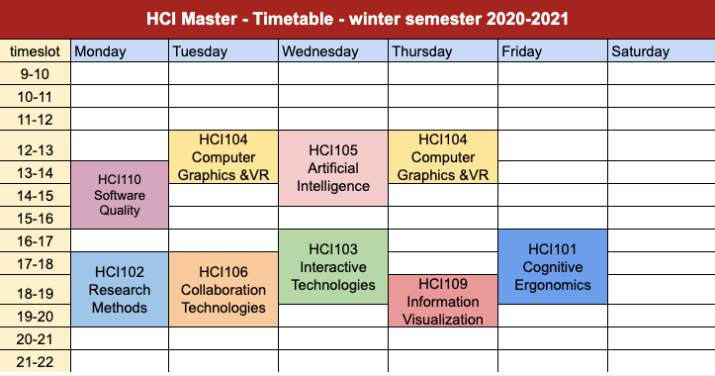 HCI Master - Timetable - winter semester 2020-2021
timeslot Monday Tuesday Wednesday Thursday Friday Saturday
9-10
10-11
11-12
12-13
13-14
14-15
15-16
16-17
17-18
18-19
19-20
20-21
21-22
HCI110
Software
Quality
HCI102
Research
Methods
HCI104
Computer
Graphics &VR
HCI106
Collaboration
Technologies
HCI105
Artificial
Intelligence
HCI103
Interactive
Technologies
HCI104
Computer
Graphics &VR
HCI109
Information
Visualization
HCI101
Cognitive
Ergonomics